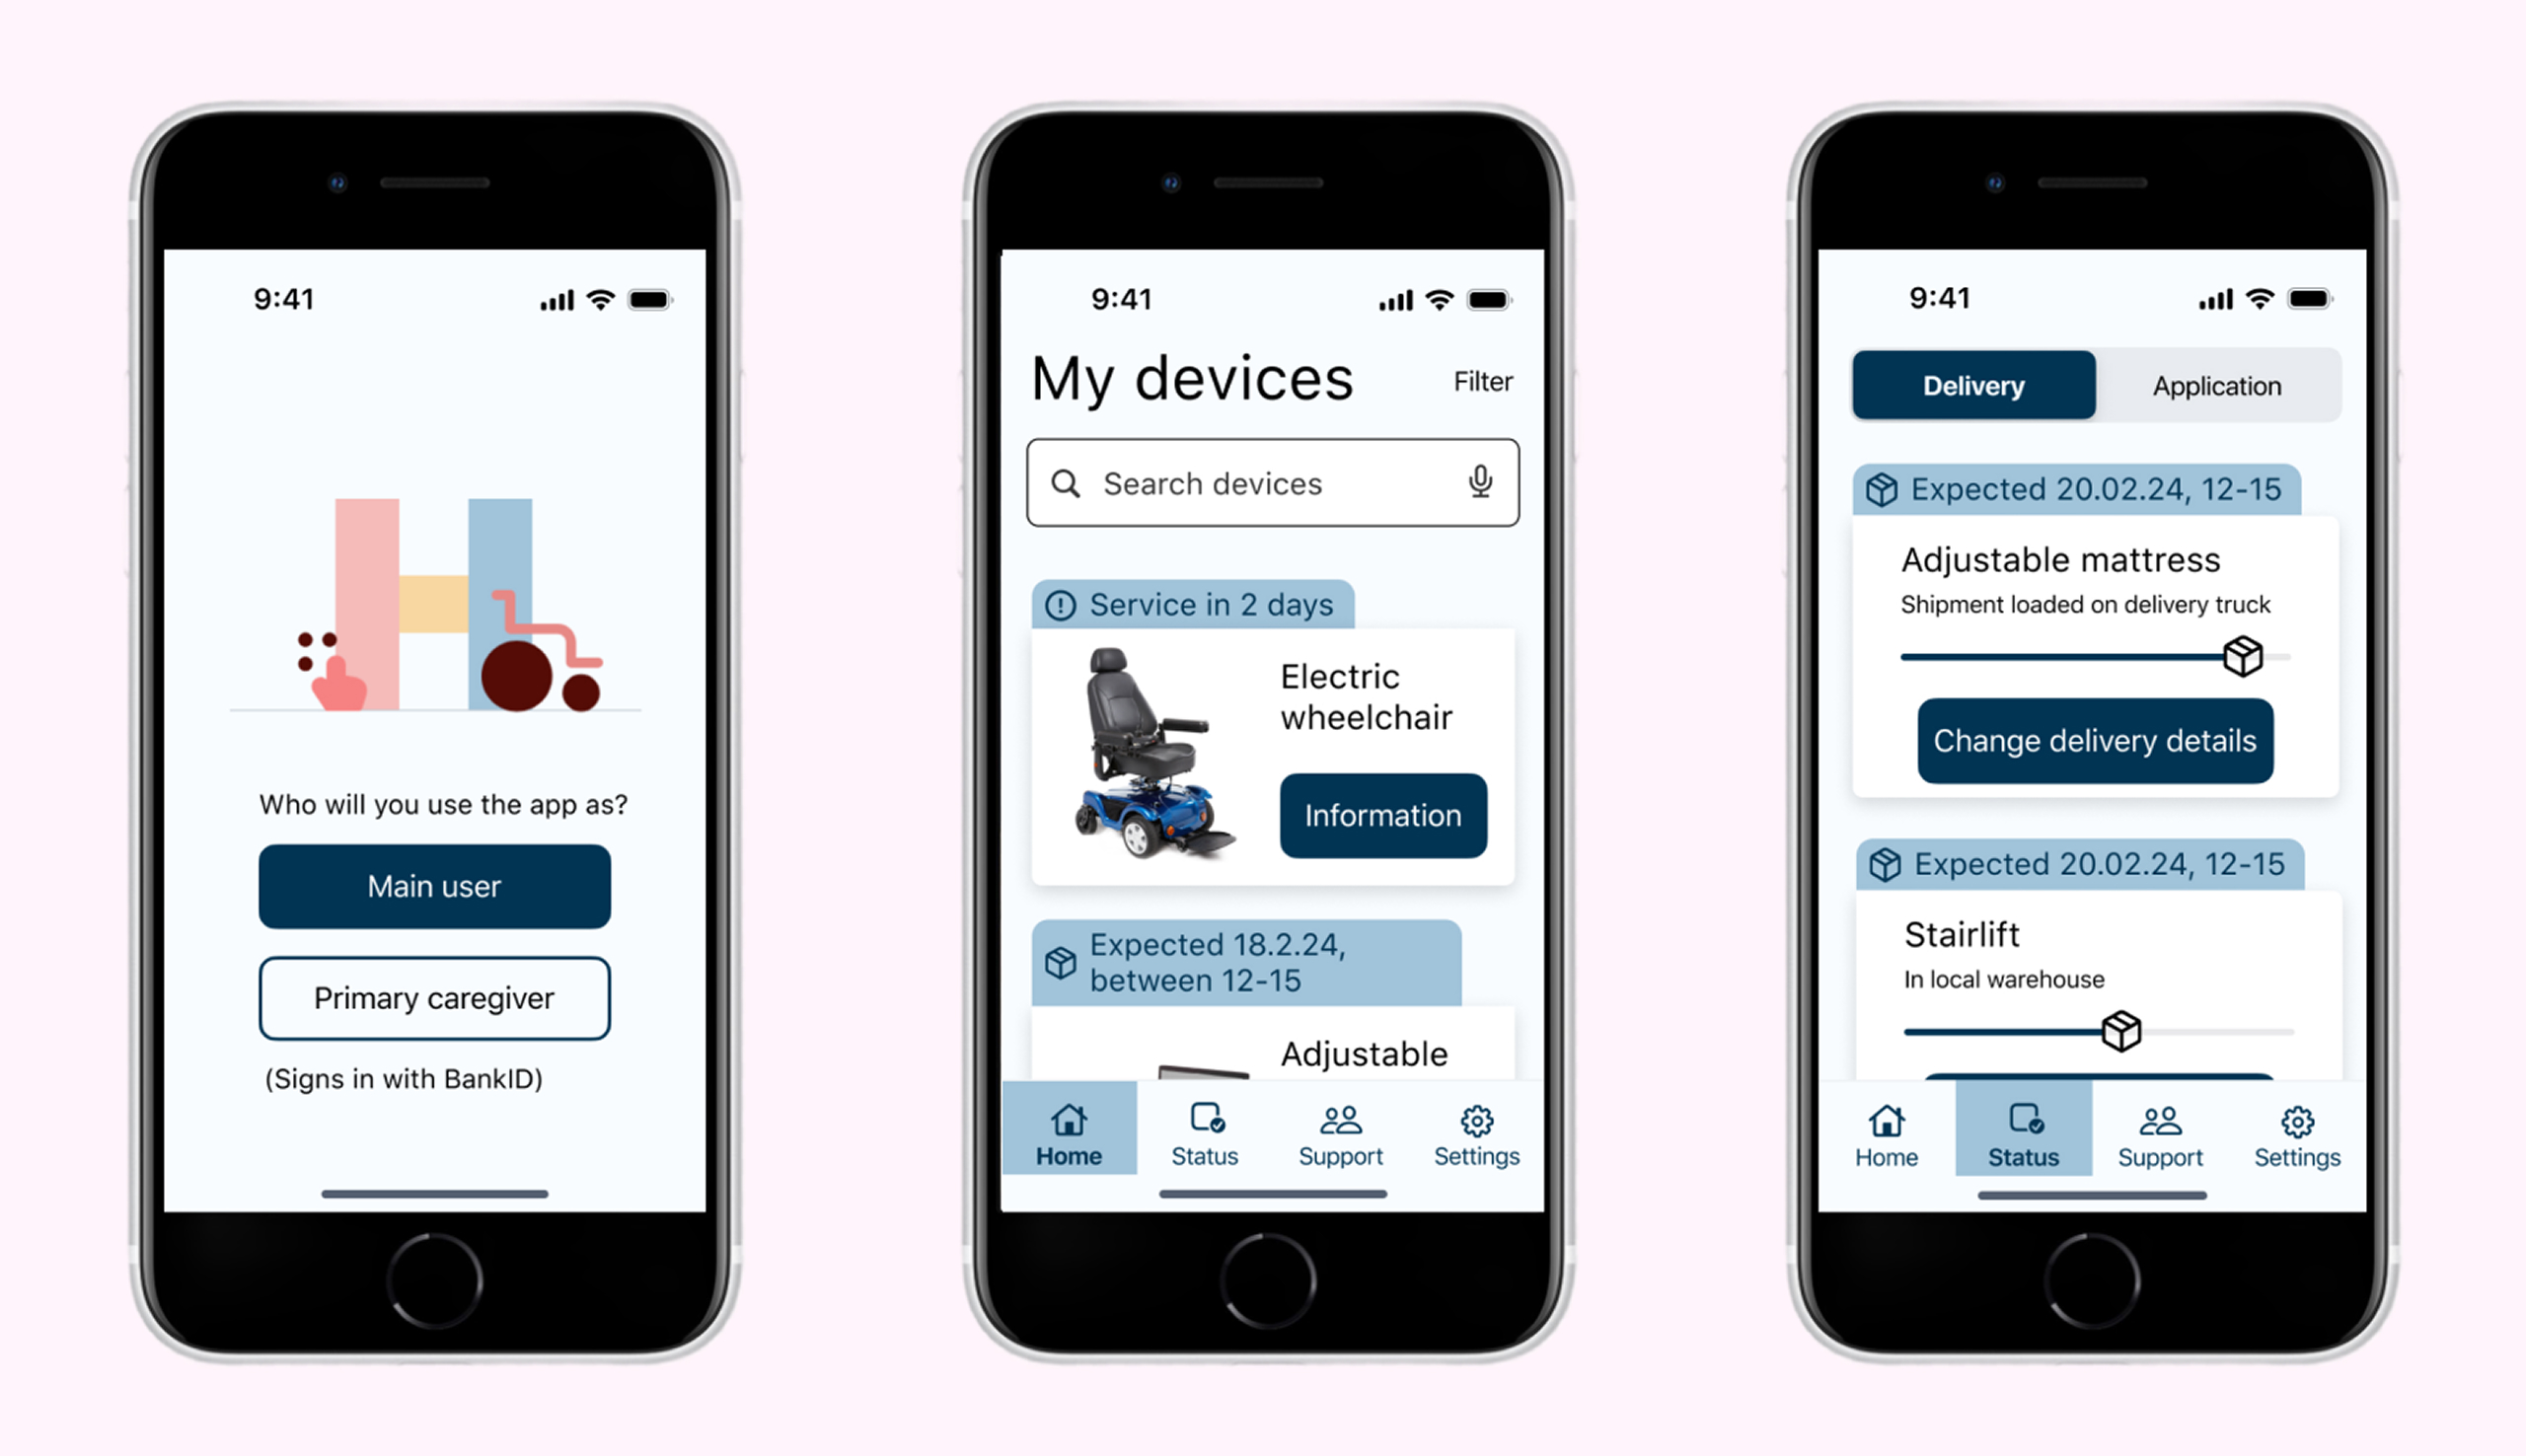 9:41
Who will you use the app as?
Main user
Primary caregiver
(Signs in with BankID)
9:41
My devices
Filter
Search devices
Service in 2 days
Electric
wheelchair
Information
Expected 18.2.24,
between 12-15
Adjustable
Home
Status
Support
Settings
9:41
Delivery
Application
Expected 20.02.24, 12-15
Adjustable mattress
Shipment loaded on delivery truck
Change delivery details
Expected 20.02.24, 12-15
Stairlift
In local warehouse
Home
Status
Support
Settings